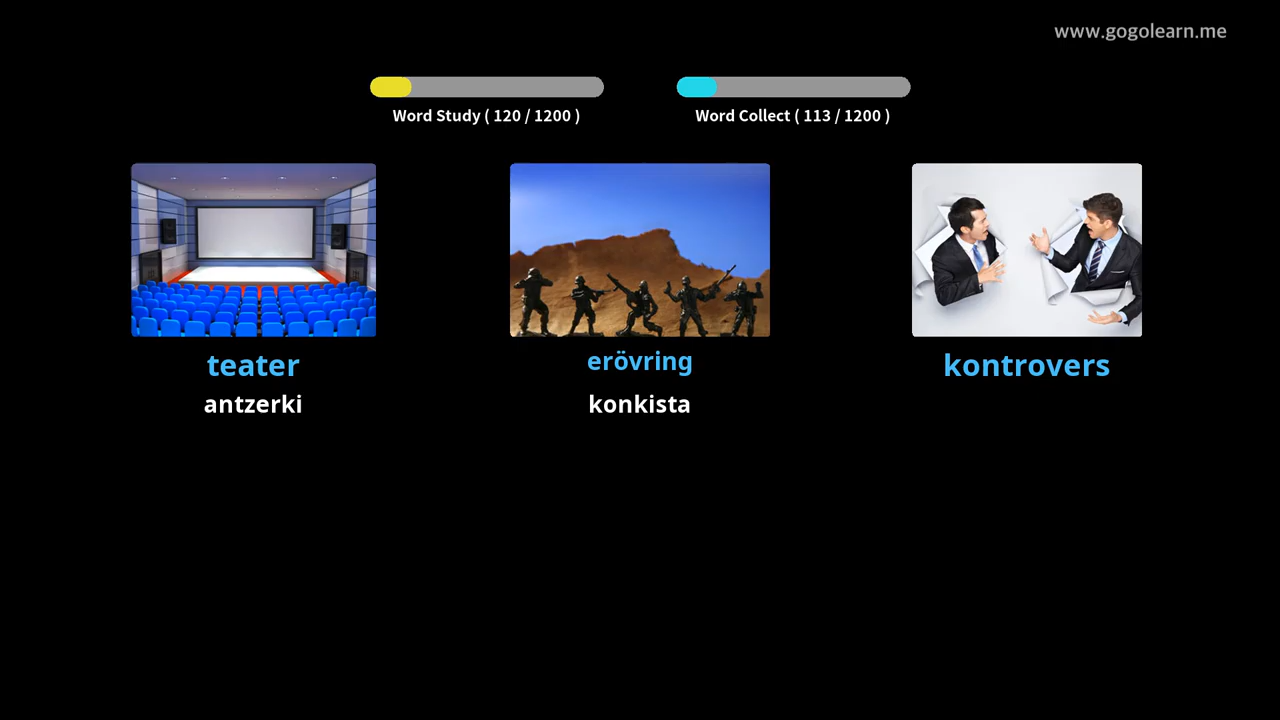 www.gogolearn.me
Word Study ( 120 / 1200 )
Word Collect ( 113 / 1200 )
teater
erövring
kontrovers
antzerki
konkista